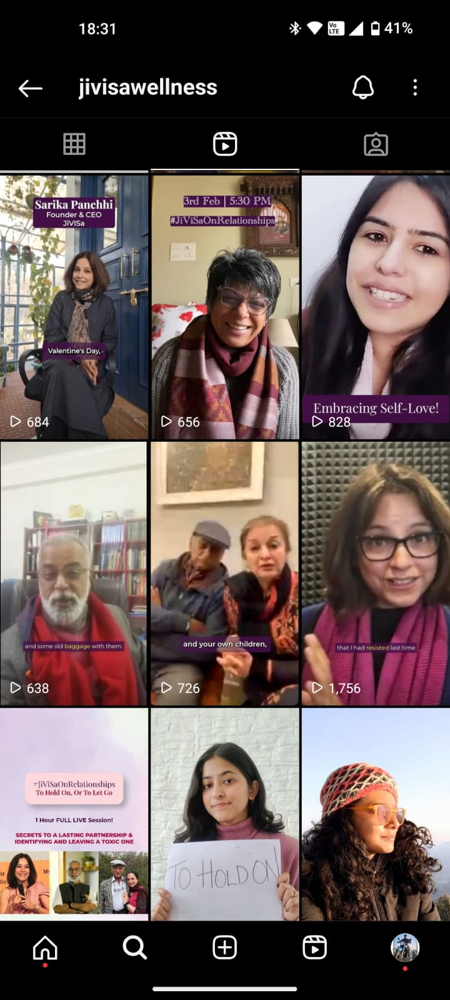 18:31
Vo
LTE
41%
jivisawellness
Sarika Panchhi
Founder & CEO
JiVISa
Valentine's Day,
684
3rd Feb | 5:30 PM
#JiViSaOnRelationships
656
Embracing Self-Love!
828
and some old baggage with them.
638
and your own children,
726
that I had resisted last time
1,756
#JiViSaOnRelationships
To Hold On, Or To Let Go
1 Hour FULL LIVE Session!
SECRETS TO A LASTING PARTNERSHIP &
IDENTIFYING AND LEAVING A TOXIC ONE
TO HOLD ON